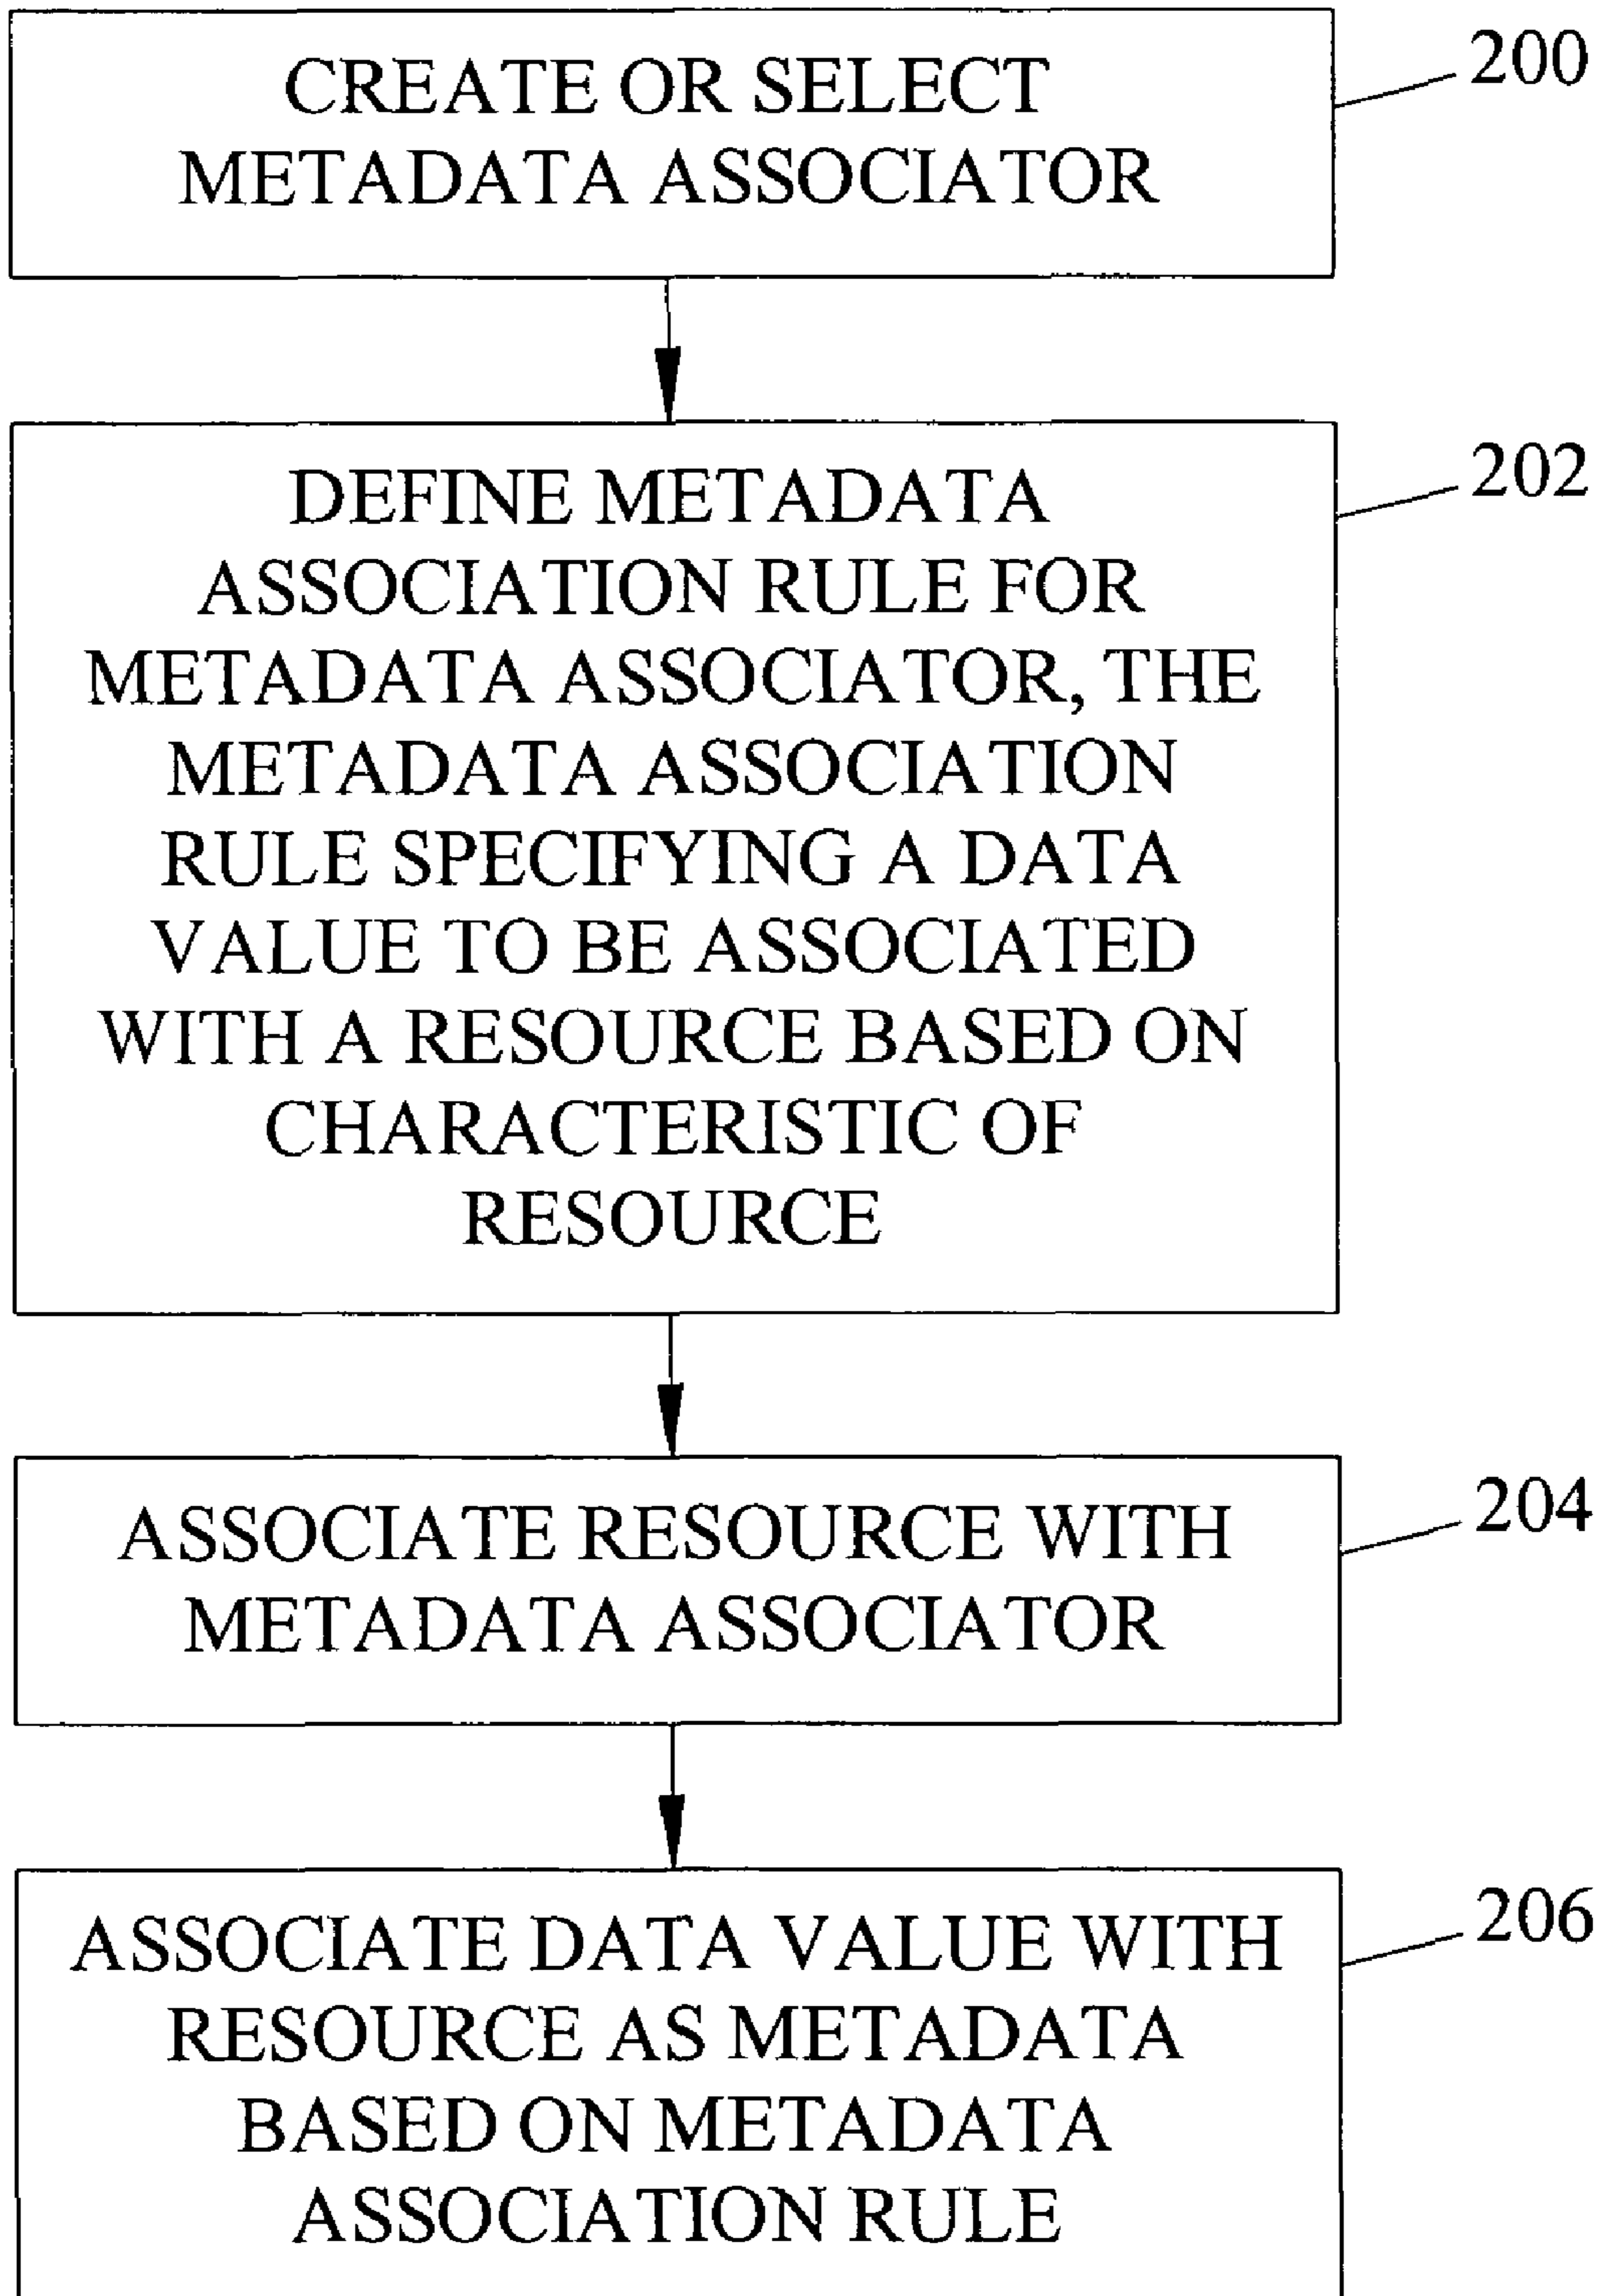 CREATE OR SELECT
METADATA ASSOCIATOR
200
DEFINE METADATA
ASSOCIATION RULE FOR
METADATA ASSOCIATOR, THE
METADATA ASSOCIATION
RULE SPECIFYING A DATA
VALUE TO BE ASSOCIATED
WITH A RESOURCE BASED ON
CHARACTERISTIC OF
RESOURCE
202
ASSOCIATE RESOURCE WITH
METADATA ASSOCIATOR
204
ASSOCIATE DATA VALUE WITH
RESOURCE AS METADATA
BASED ON METADATA
ASSOCIATION RULE
206